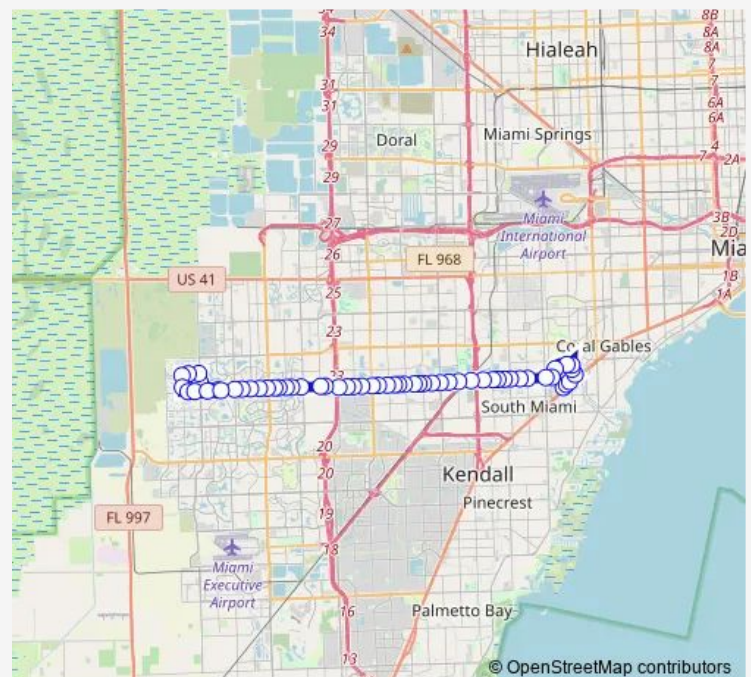 34
34
31
31
29
29
27
26
25
23
22
20
20
19
18
16
13
8B
8A
8A
7
7
6A
6A
7
4
2A
3B
2D
1B
1A
Hialeah
Doral
Miami Springs
Miami
International
Airport
FL 968
US 41
Mia
Coral Gables
South Miami
Kendall
Pinecrest
FL 997
Miami
Executive
Airport
Palmetto Bay
© OpenStreetMap contributors